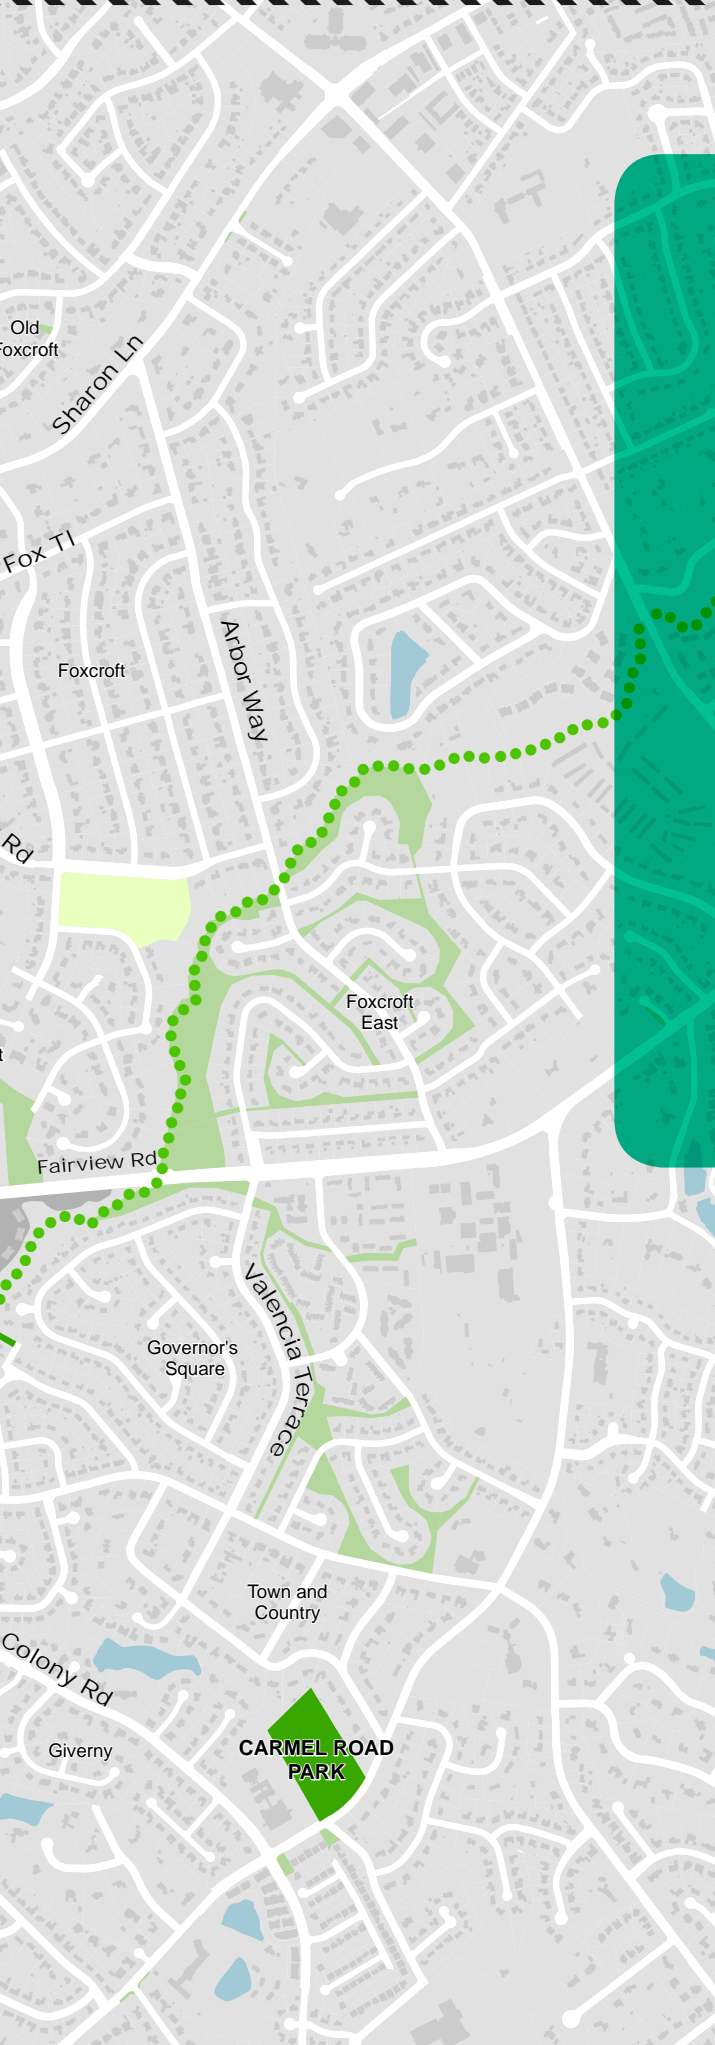 Old
Foxcroft
Sharon Ln
Fox Tl
Arbor Way
Foxcroft
Rd
Foxcroft
East
t
Fairview Rd
Valencia Terrace
Governor's
Square
Town and
Country
Colony Rd
CARMEL ROAD
PARK
Giverny